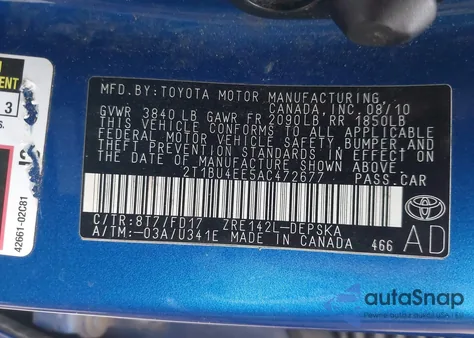 MFD. BY: TOYOTA MOTOR MANUFACTURING,
CANADA, INC. 08/10
GVWR 3840 LB GAWR FR 2090LB RR 1850LB
THIS VEHICLE CONFORMS TO ALL APPLICABLE
FEDERAL MOTOR VEHICLE SAFETY, BUMPER, AND
THEFT PREVENTION STANDARDS IN EFFECT ON THE
DATE OF MANUFACTURE SHOWN ABOVE.
2T1BU4EE5AC472677 PASS.CAR
C/TR:8T7/FD17 ZRE142L-DEPSKA
A/TM:-03A/U341E MADE IN CANADA 466
AD
3
42661-02C81
autoSnap